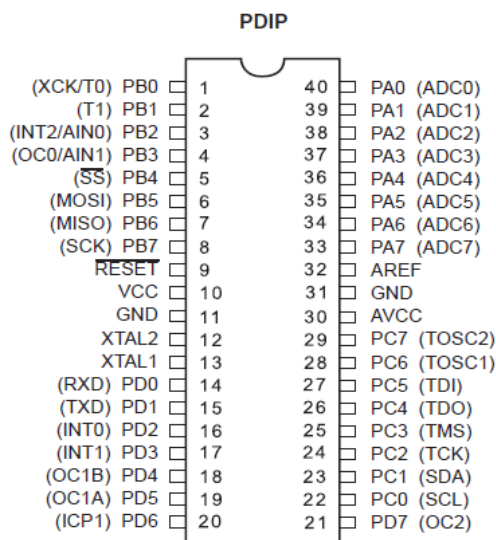 PDIP
(XCK/T0) PB0 1 40 PA0 (ADC0)
(T1) PB1 2 39 PA1 (ADC1)
(INT2/AIN0) PB2 3 38 PA2 (ADC2)
(OC0/AIN1) PB3 4 37 PA3 (ADC3)
(SS) PB4 5 36 PA4 (ADC4)
(MOSI) PB5 6 35 PA5 (ADC5)
(MISO) PB6 7 34 PA6 (ADC6)
(SCK) PB7 8 33 PA7 (ADC7)
RESET 9 32 AREF
VCC 10 31 GND
GND 11 30 AVCC
XTAL2 12 29 PC7 (TOSC2)
XTAL1 13 28 PC6 (TOSC1)
(RXD) PD0 14 27 PC5 (TDI)
(TXD) PD1 15 26 PC4 (TDO)
(INT0) PD2 16 25 PC3 (TMS)
(INT1) PD3 17 24 PC2 (TCK)
(OC1B) PD4 18 23 PC1 (SDA)
(OC1A) PD5 19 22 PC0 (SCL)
(ICP1) PD6 20 21 PD7 (OC2)